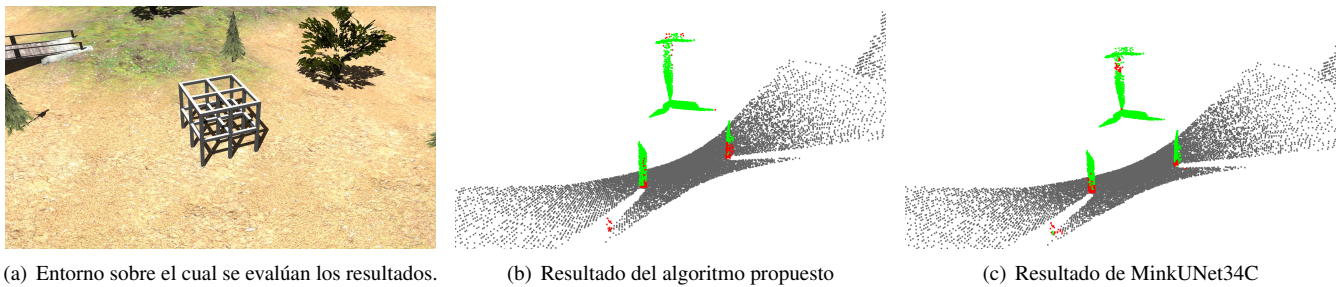 (a) Entorno sobre el cual se evalúan los resultados.
(b) Resultado del algoritmo propuesto
(c) Resultado de MinkUNet34C